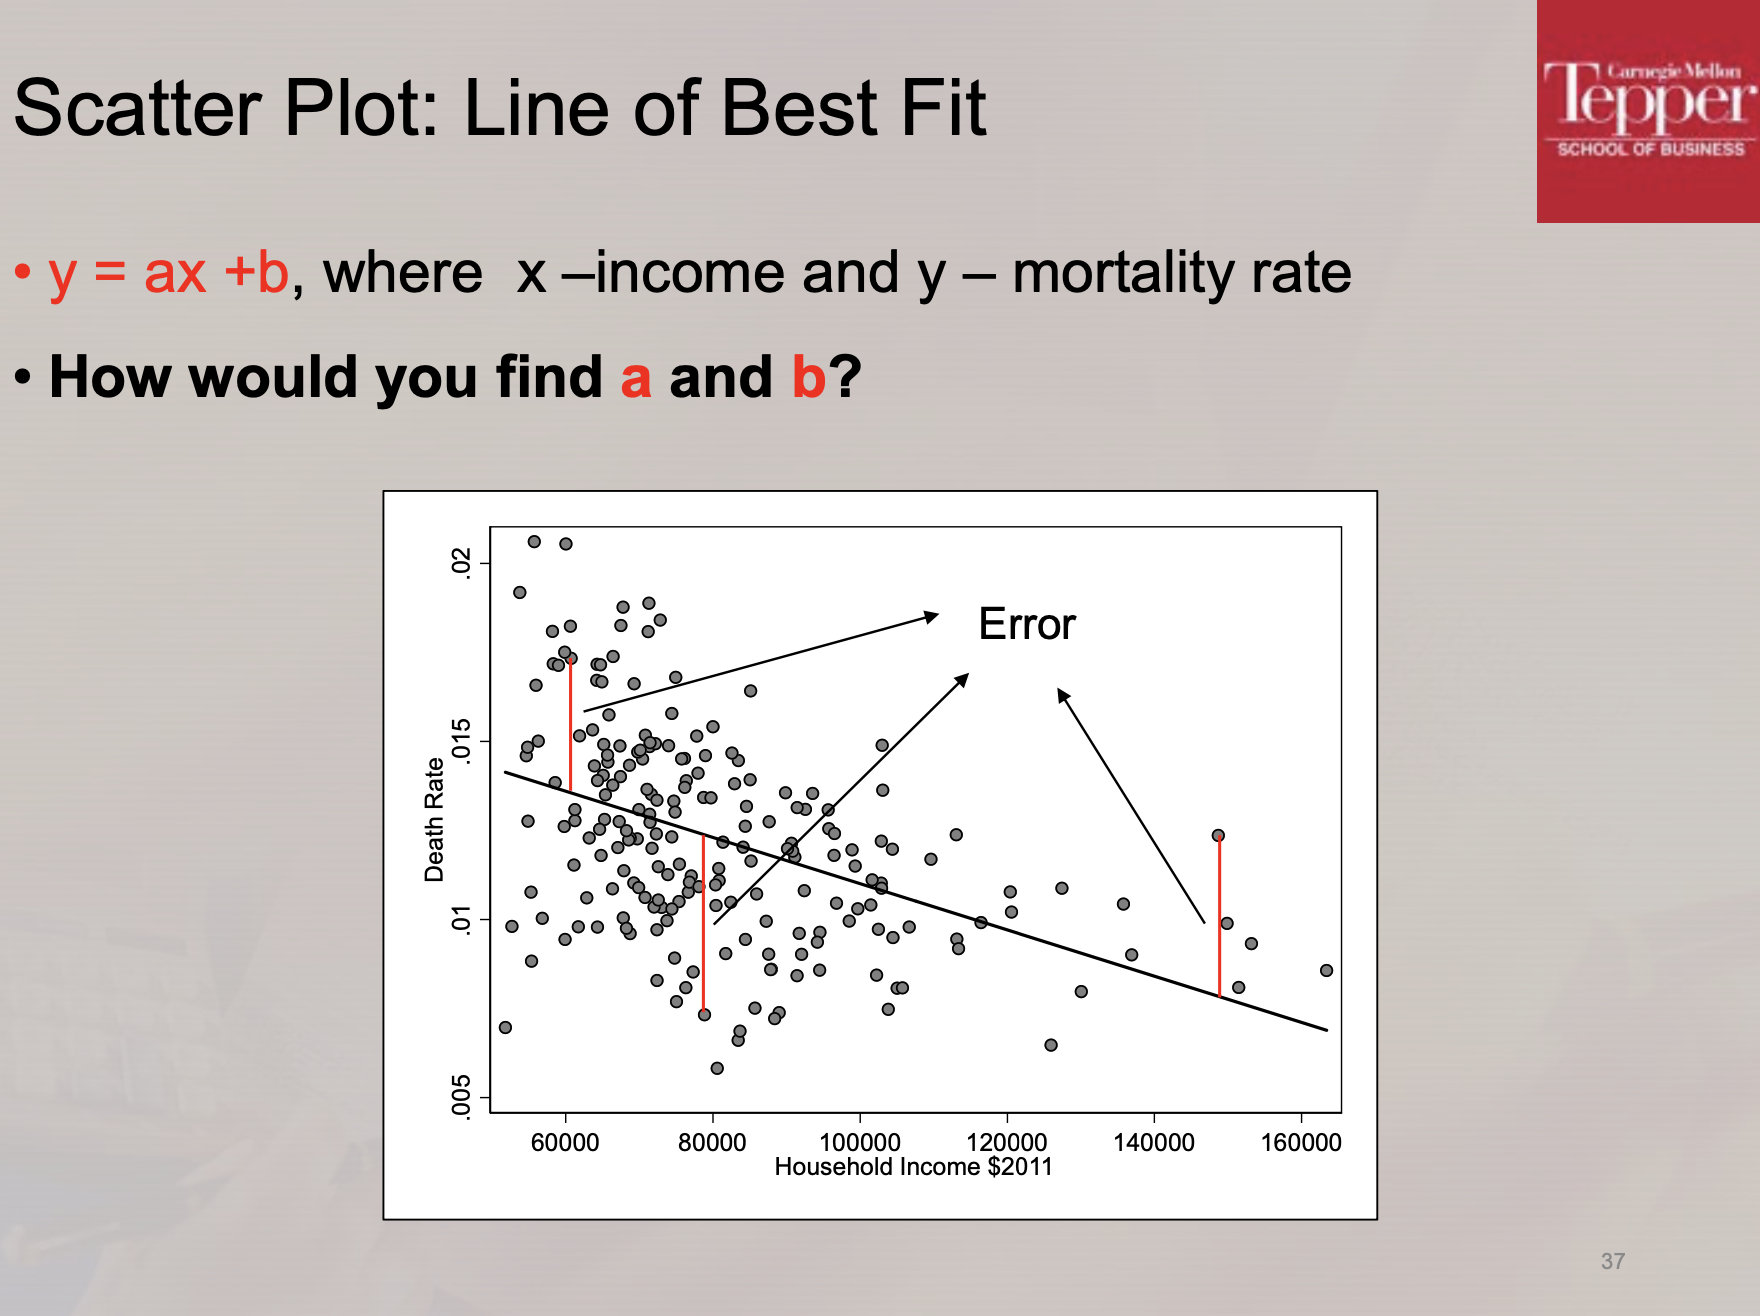 Scatter Plot: Line of Best Fit
Carnegie Mellon
Tepper
SCHOOL OF BUSINESS
• y = ax +b, where  x –income and y – mortality rate
• How would you find a and b?
Error
Death Rate
.02
.015
.01
.005
60000 80000 100000 120000 140000 160000
Household Income $2011
37